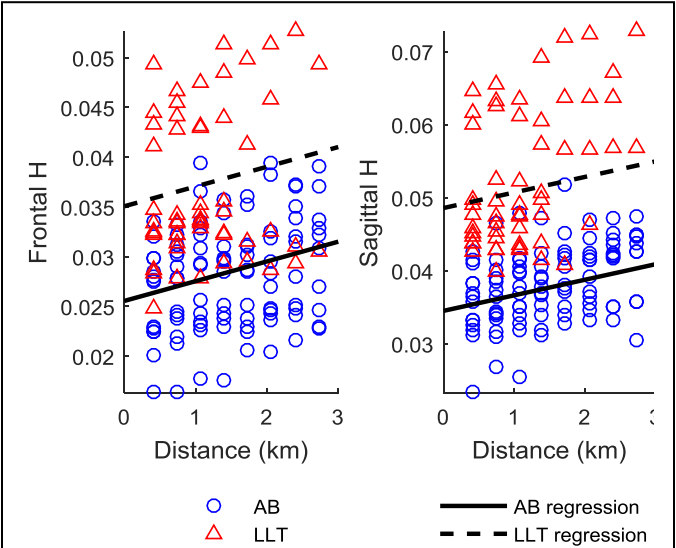 Frontal H
0.05
0.045
0.04
0.035
0.03
0.025
0.02
0
1
2
3
Distance (km)
Sagittal H
0.07
0.06
0.05
0.04
0.03
0
1
2
Distance (km)
AB
LLT
AB regression
LLT regression